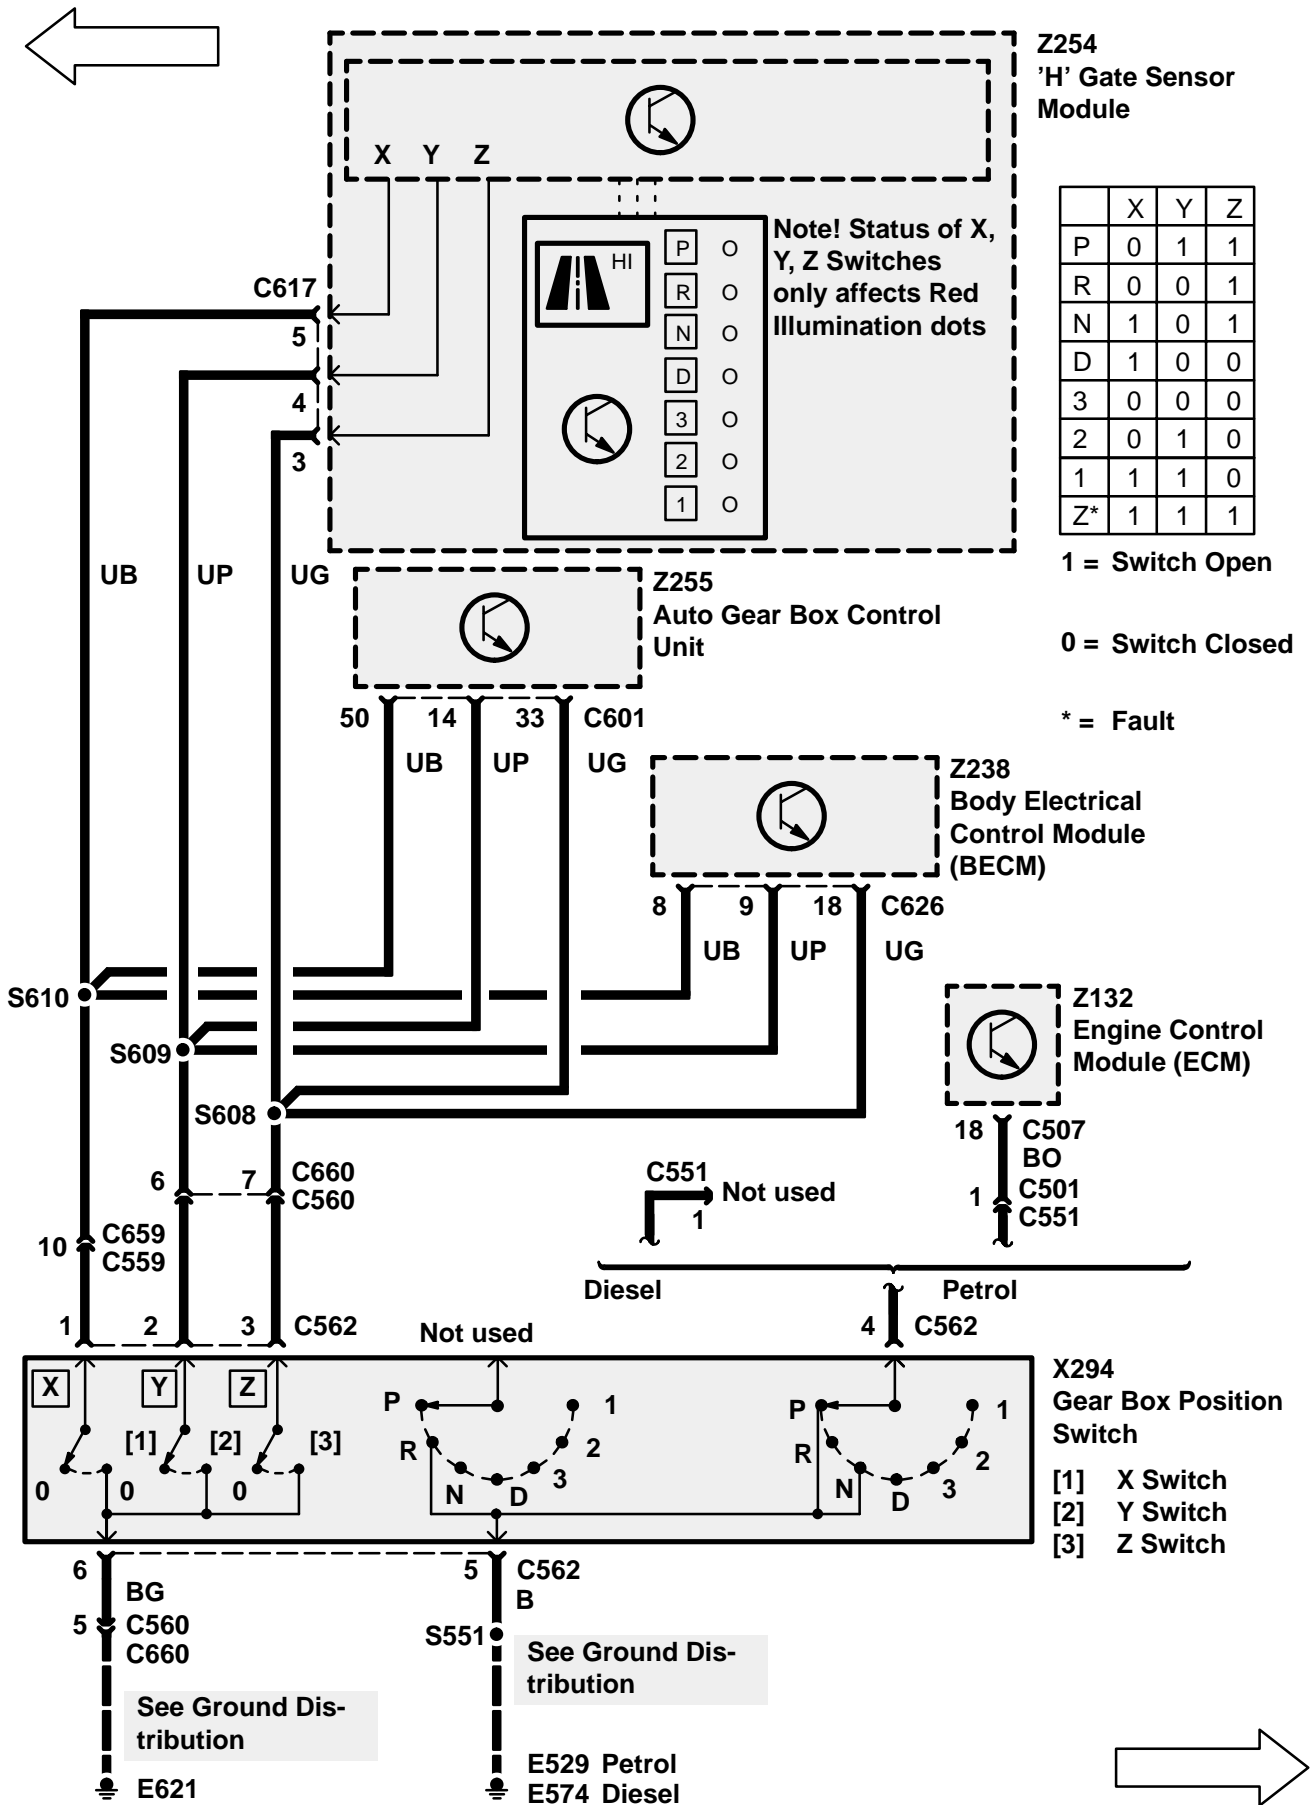 Z254
'H' Gate Sensor
Module
X Y Z
Note! Status of X,
Y, Z Switches
only affects Red
Illumination dots
HI
P O
R O
N O
D O
3 O
2 O
1 O
X Y Z
P 0 1 1
R 0 0 1
N 1 0 1
D 1 0 0
3 0 0 0
2 0 1 0
1 1 1 0
Z* 1 1 1
1 = Switch Open
0 = Switch Closed
* = Fault
C617
5
4
3
UB UP UG
Z255
Auto Gear Box Control
Unit
50 14 33 C601
UB UP UG
Z238
Body Electrical
Control Module
(BECM)
8 9 18 C626
UB UP UG
S610
S609
S608
Z132
Engine Control
Module (ECM)
18 C507
BO
1 C501
C551
6 7 C660
C560
10 C659
C559
C551
1 Not used
Diesel Petrol
1 2 3 C562
Not used
4 C562
X294
Gear Box Position
Switch
[1] X Switch
[2] Y Switch
[3] Z Switch
X Y Z
[1] [2] [3]
0 0 0
P R N D 3 2 1
P R N D 3 2 1
6 5 C562
BG B
5 C560
C660
S551
See Ground Dis-
tribution
See Ground Dis-
tribution
E621
E529 Petrol
E574 Diesel